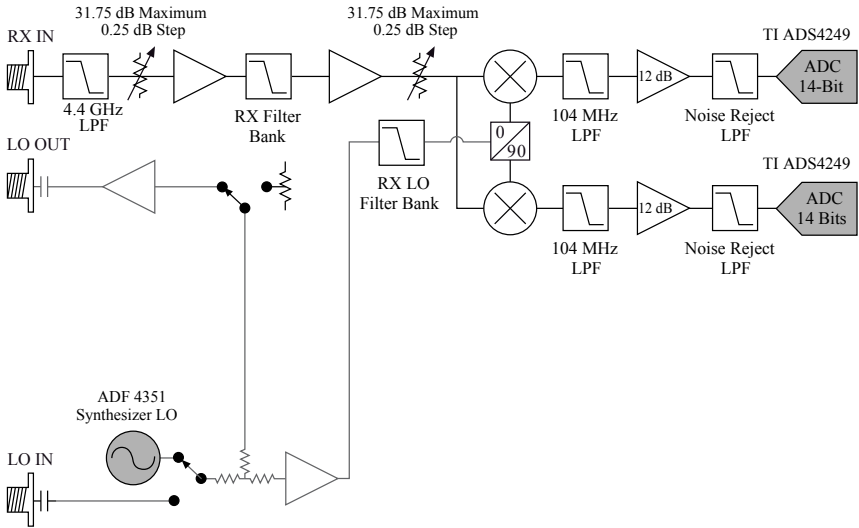 31.75 dB Maximum
0.25 dB Step
31.75 dB Maximum
0.25 dB Step
TI ADS4249
RX IN
ADC
14-Bit
12 dB
4.4 GHz
LPF
RX Filter
Bank
104 MHz
LPF
Noise Reject
LPF
LO OUT
0
90
RX LO
Filter Bank
TI ADS4249
ADC
14 Bits
12 dB
104 MHz
LPF
Noise Reject
LPF
ADF 4351
Synthesizer LO
LO IN